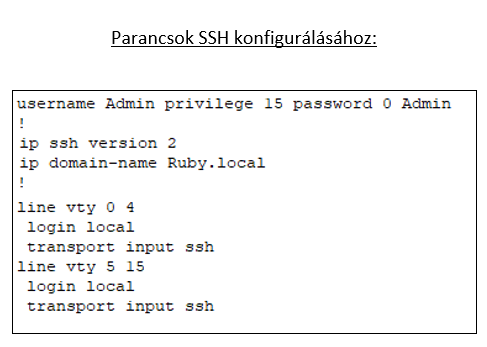 Parancsok SSH konfigurálásához:
username Admin privilege 15 password 0 Admin
!
ip ssh version 2
ip domain-name Ruby.local
!
line vty 0 4
 login local
 transport input ssh
line vty 5 15
 login local
 transport input ssh